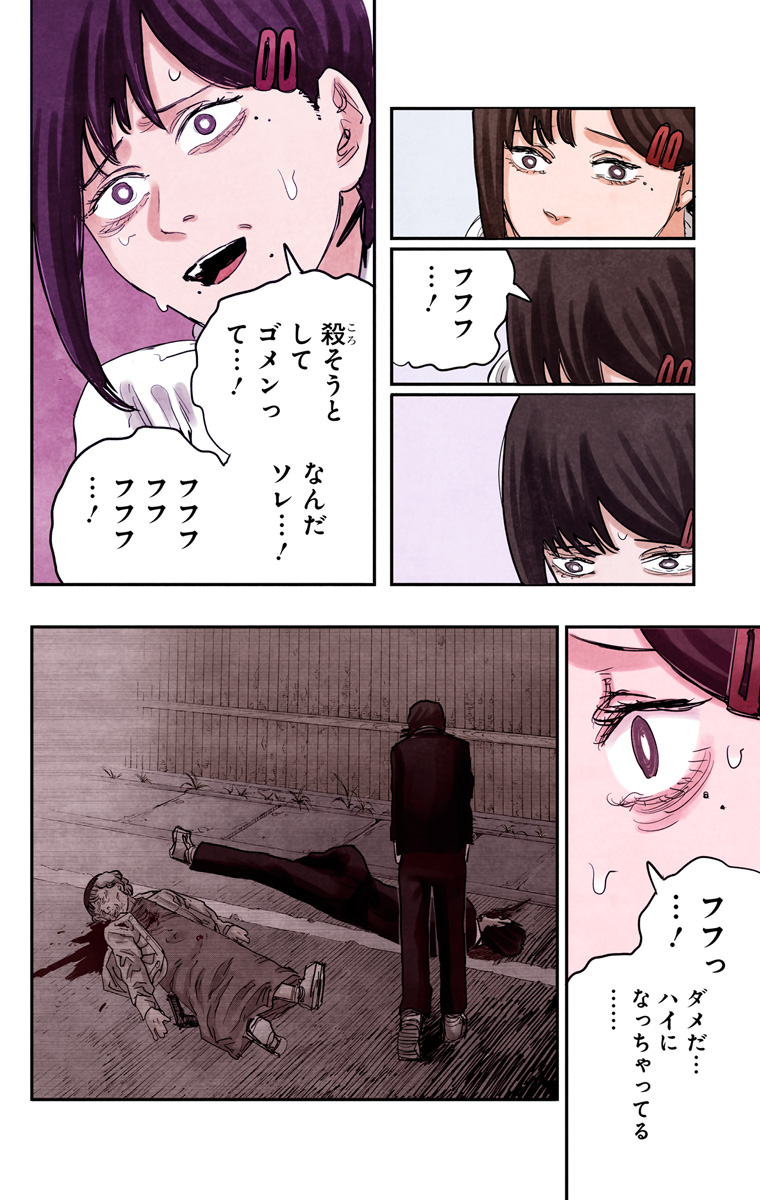 フフフ
…！
殺そうと
ころ
して
ゴメンっ
て…！
なんだ
ソレ…！
フフフ
フフ
フフフ
…！
フフっ
…！
ダメだ…
ハイに
なっちゃってる
……